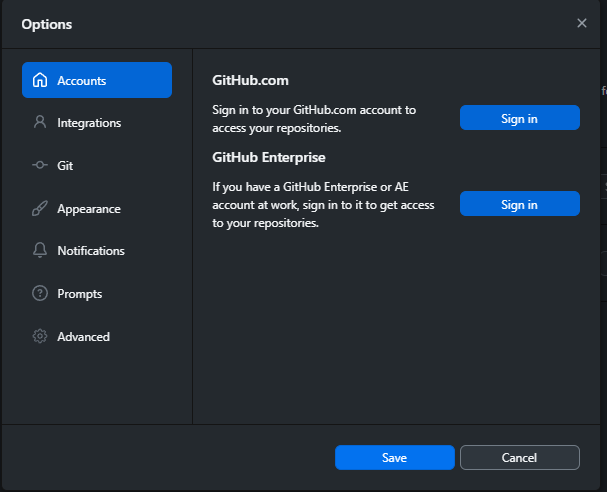 Options
Accounts
Integrations
Git
Appearance
Notifications
Prompts
Advanced
GitHub.com
Sign in to your GitHub.com account to
access your repositories.
Sign in
GitHub Enterprise
If you have a GitHub Enterprise or AE
account at work, sign in to it to get access
to your repositories.
Sign in
Save
Cancel